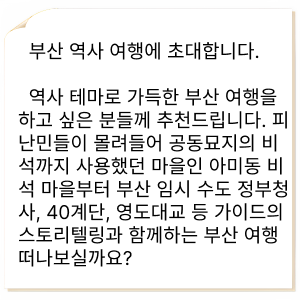 부산 역사 여행에 초대합니다.
역사 테마로 가득한 부산 여행을
하고 싶은 분들께 추천드립니다. 피
난민들이 몰려들어 공동묘지의 비
석까지 사용했던 마을인 아미동 비
석 마을부터 부산 임시 수도 정부청
사, 40계단, 영도대교 등 가이드의
스토리텔링과 함께하는 부산 여행
떠나보실까요?